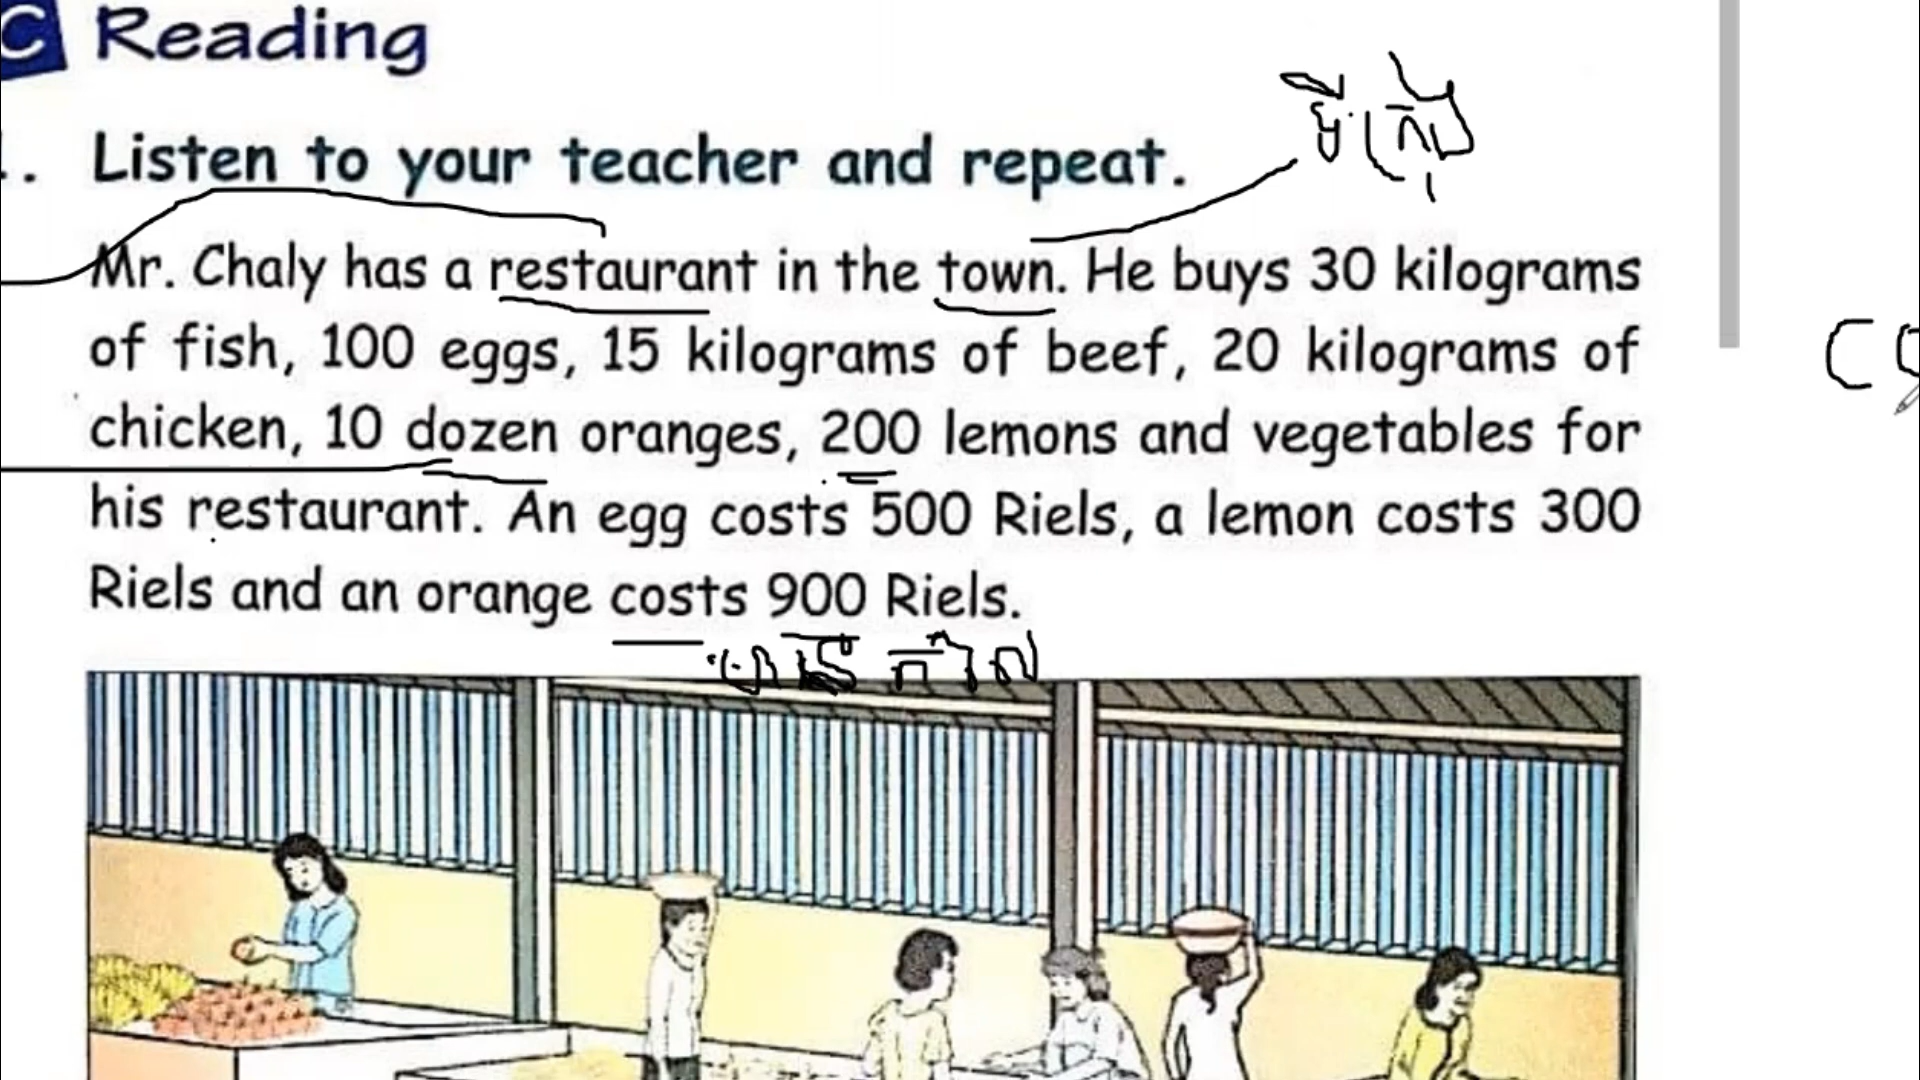 C Reading
. Listen to your teacher and repeat.
Mr. Chaly has a restaurant in the town. He buys 30 kilograms
of fish, 100 eggs, 15 kilograms of beef, 20 kilograms of
chicken, 10 dozen oranges, 200 lemons and vegetables for
his restaurant. An egg costs 500 Riels, a lemon costs 300
Riels and an orange costs 900 Riels.